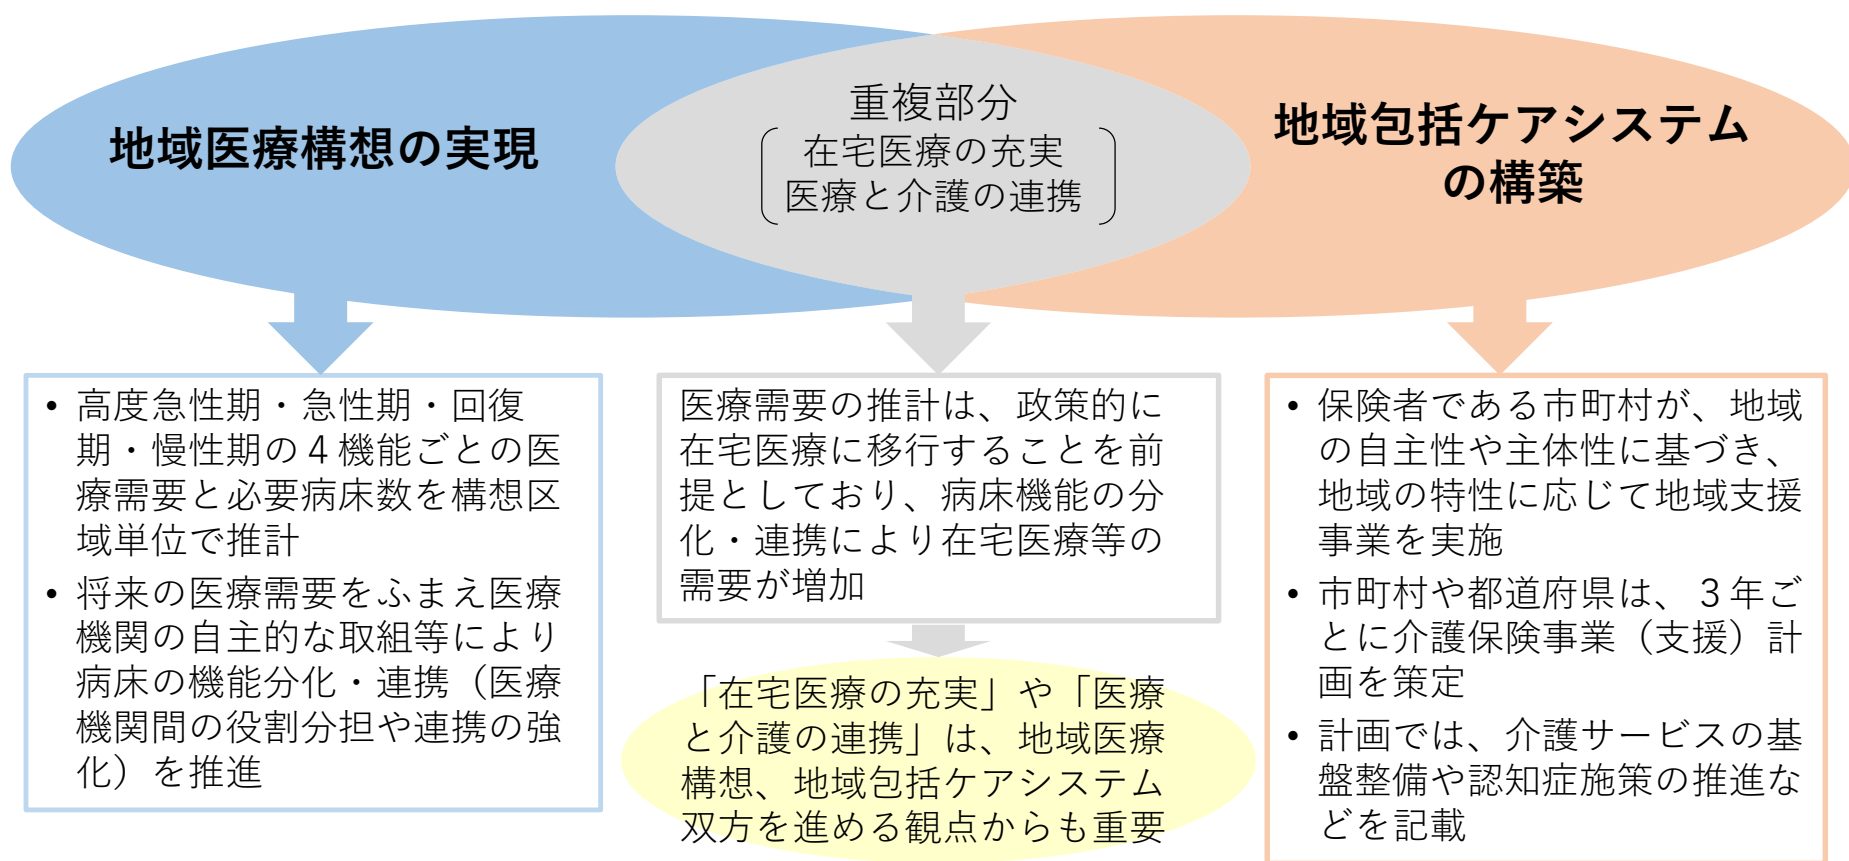 地域医療構想の実現
重複部分
在宅医療の充実
医療と介護の連携
地域包括ケアシステム
の構築
• 高度急性期・急性期・回復
期・慢性期の４機能ごとの医
療需要と必要病床数を構想区
域単位で推計
• 将来の医療需要をふまえ医療
機関の自主的な取組等により
病床の機能分化・連携（医療
機関間の役割分担や連携の強
化）を推進
医療需要の推計は、政策的に
在宅医療に移行することを前
提としており、病床機能の分
化・連携により在宅医療等の
需要が増加
「在宅医療の充実」や「医療
と介護の連携」は、地域医療
構想、地域包括ケアシステム
双方を進める観点からも重要
• 保険者である市町村が、地域
の自主性や主体性に基づき、
地域の特性に応じて地域支援
事業を実施
• 市町村や都道府県は、３年ご
とに介護保険事業（支援）計
画を策定
• 計画では、介護サービスの基
盤整備や認知症施策の推進な
どを記載